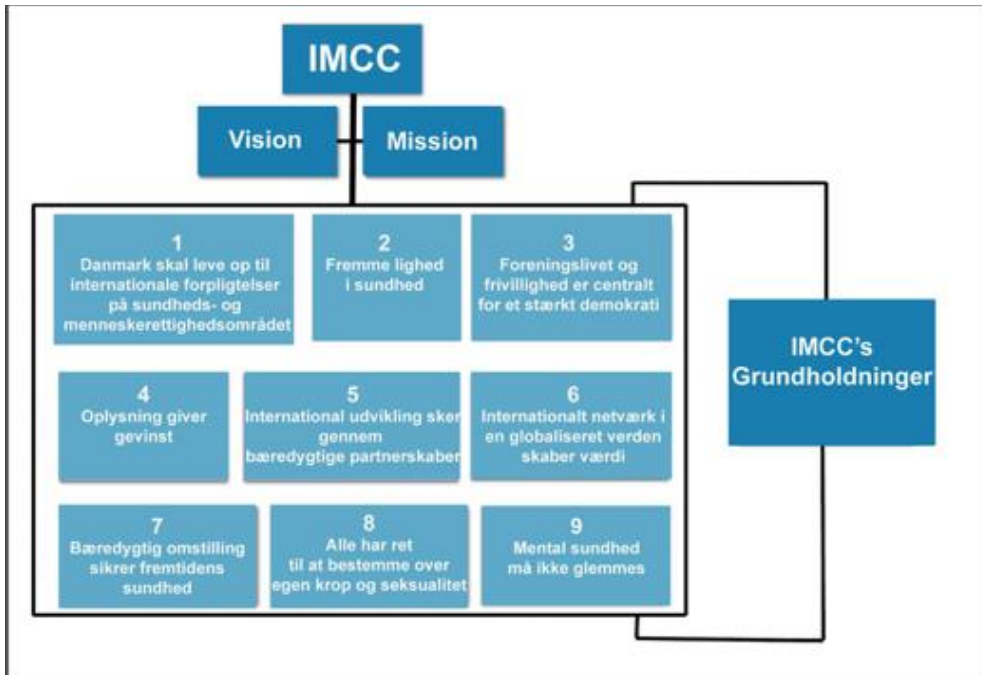 IMCC
Vision
Mission
1
Danmark skal leve op til
internationale forpligtelser
på sundheds- og
menneskerettighedsområdet
2
Fremme lighed
i sundhed
3
Foreningslivet og
frivillighed er centralt
for et stærkt demokrati
4
Oplysning giver
gevinst
5
International udvikling sker
gennem
bæredygtige partnerskaber
6
Internationalt netværk i
en globaliseret verden
skaber værdi
7
Bæredygtig omstilling
sikrer fremtidens
sundhed
8
Alle har ret
til at bestemme over
egen krop og seksualitet
9
Mental sundhed
må ikke glemmes
IMCC's
Grundholdninger